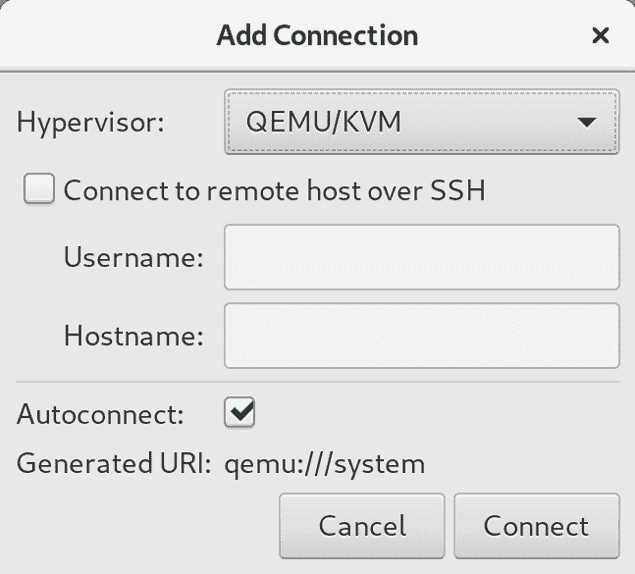 Add Connection
Hypervisor: QEMU/KVM
Connect to remote host over SSH
Username:
Hostname:
Autoconnect:
Generated URI: qemu:///system
Cancel Connect